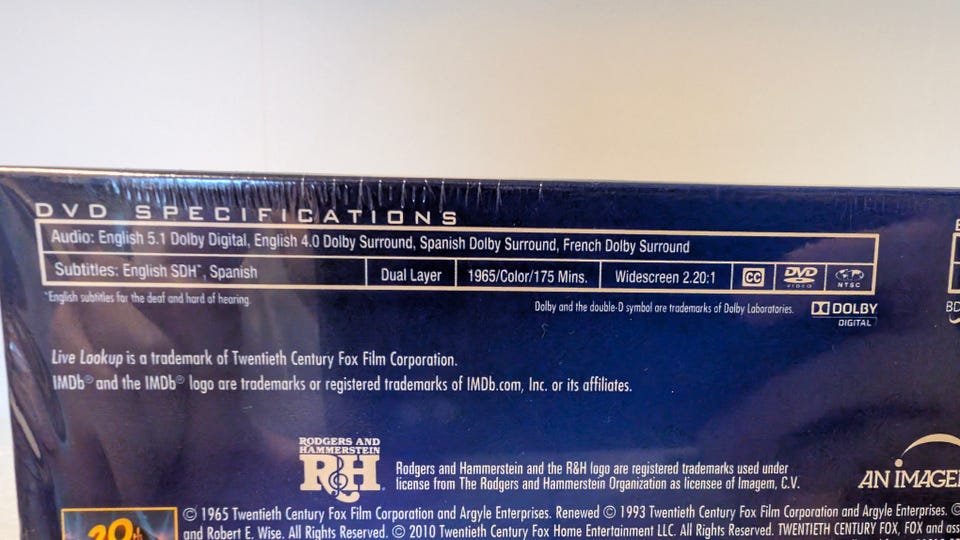 DVD SPECIFICATIONS
Audio: English 5.1 Dolby Digital, English 4.0 Dolby Surround, Spanish Dolby Surround, French Dolby Surround
Subtitles: English SDH*, Spanish Dual Layer 1965/Color/175 Mins. Widescreen 2.20:1 CC DVD VIDEO NTSC
*English subtitles for the deaf and hard of hearing.
Dolby and the double-D symbol are trademarks of Dolby Laboratories. DOLBY
DIGITAL
BD
Live Lookup is a trademark of Twentieth Century Fox Film Corporation.
IMDb® and the IMDb® logo are trademarks or registered trademarks of IMDb.com, Inc. or its affiliates.
RODGERS AND
HAMMERSTEIN
R&H
Rodgers and Hammerstein and the R&H logo are registered trademarks used under
license from The Rodgers and Hammerstein Organization as licensee of Imagem, C.V.
AN IMAGE
20th
© 1965 Twentieth Century Fox Film Corporation and Argyle Enterprises. Renewed © 1993 Twentieth Century Fox Film Corporation and Argyle Enterprises. ©
and Robert E. Wise. All Rights Reserved. © 2010 Twentieth Century Fox Home Entertainment LLC. All Rights Reserved. TWENTIETH CENTURY FOX, FOX and ass